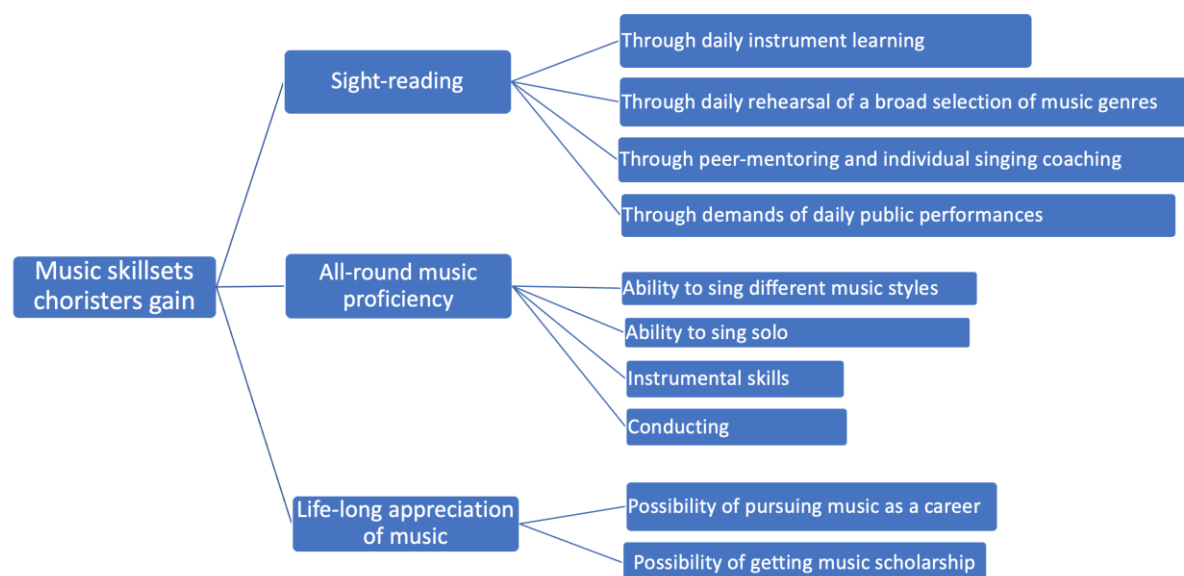 Music skillsets
choristers gain
Sight-reading
Through daily instrument learning
Through daily rehearsal of a broad selection of music genres
Through peer-mentoring and individual singing coaching
Through demands of daily public performances
All-round music
proficiency
Ability to sing different music styles
Ability to sing solo
Instrumental skills
Conducting
Life-long appreciation
of music
Possibility of pursuing music as a career
Possibility of getting music scholarship